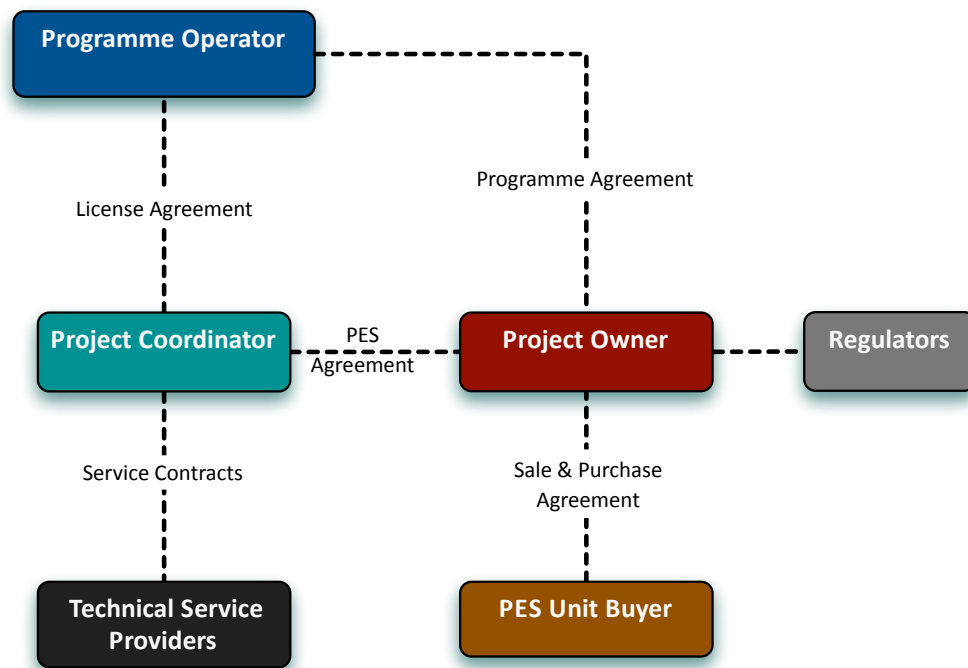 Programme Operator
Programme Agreement
License Agreement
Project Coordinator
PES
Agreement
Project Owner
Regulators
Service Contracts
Sale & Purchase
Agreement
Technical Service
Providers
PES Unit Buyer